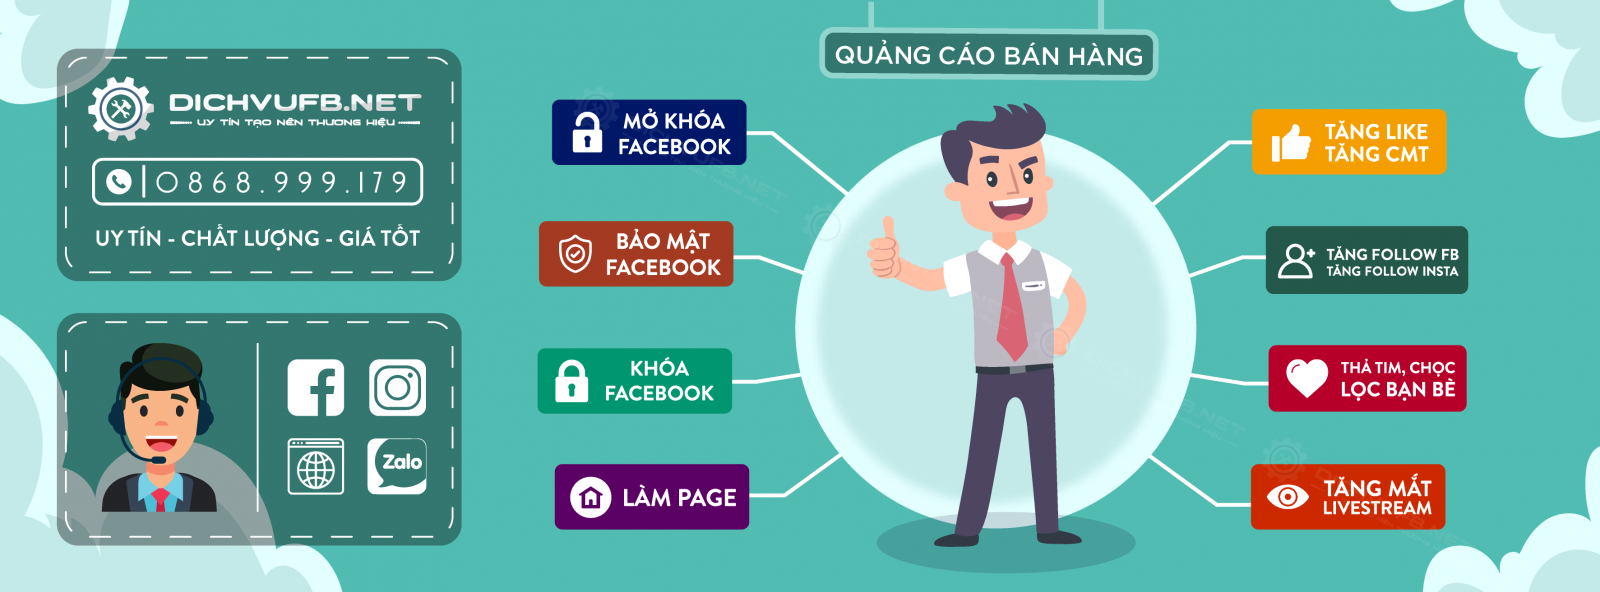 DICHVUFB.NET
UY TÍN TẠO NÊN THƯƠNG HIỆU
0868.999.179
UY TÍN - CHẤT LƯỢNG - GIÁ TỐT
Zalo
QUẢNG CÁO BÁN HÀNG
MỞ KHÓA
FACEBOOK
BẢO MẬT
FACEBOOK
KHÓA
FACEBOOK
LÀM PAGE
TĂNG LIKE
TĂNG CMT
TĂNG FOLLOW FB
TĂNG FOLLOW INSTA
THẢ TIM, CHỌC
LỌC BẠN BÈ
TĂNG MẮT
LIVESTREAM